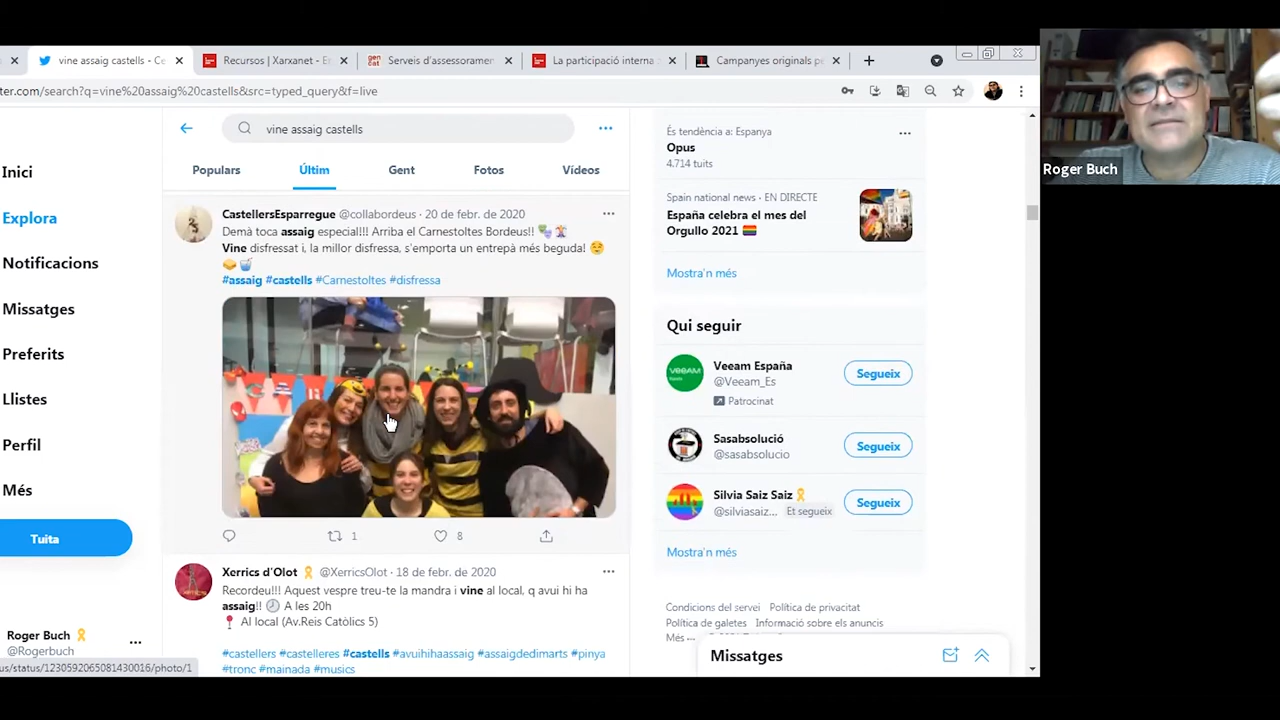 vine assaig castells - Ce
Recursos | Xarxanet - En
gen
cat
Serveis d'assessoramen
La participació interna
Campanyes originals pe
ter.com/search?q=vine%20assaig%20castells&src=typed_query&f=live
Roger Buch
Inici
Explora
Notificacions
Missatges
Preferits
Llistes
Perfil
Més
Tuita
Roger Buch
@Rogerbuch
us/status/1230592065081430016/photo/1
vine assaig castells
Populars
Últim
Gent
Fotos
Vídeos
CastellersEsparregue @collabordeus · 20 de febr. de 2020
Demà toca assaig especial!!! Arriba el Carnestoltes Bordeus!! 🎭🃏
Vine disfressat i, la millor disfressa, s'emporta un entrepà més beguda! ☺️
🥪🥤
#assaig #castells #Carnestoltes #disfressa
1
8
Xerrics d'Olot 🎗 @XerricsOlot · 18 de febr. de 2020
Recordeu!!! Aquest vespre treu-te la mandra i vine al local, q avui hi ha
assaig!! 🕗 A les 20h
📍 Al local (Av.Reis Catòlics 5)
#castellers #castelleres #castells #avuihihaassaig #assaigdedimarts #pinya
#tronc #mainada #musics
És tendència a: Espanya
Opus
4.714 tuits
Spain national news · EN DIRECTE
España celebra el mes del
Orgullo 2021
Mostra'n més
Qui seguir
Veeam España
@Veeam_Es
Patrocinat
Segueix
Sasabsolució
@sasabsolucio
Segueix
Silvia Saiz Saiz 🎗
@silviasaiz...
Et segueix
Segueix
Mostra'n més
Condicions del servei Política de privacitat
Política de galetes Informació sobre els anuncis
Més
Missatges